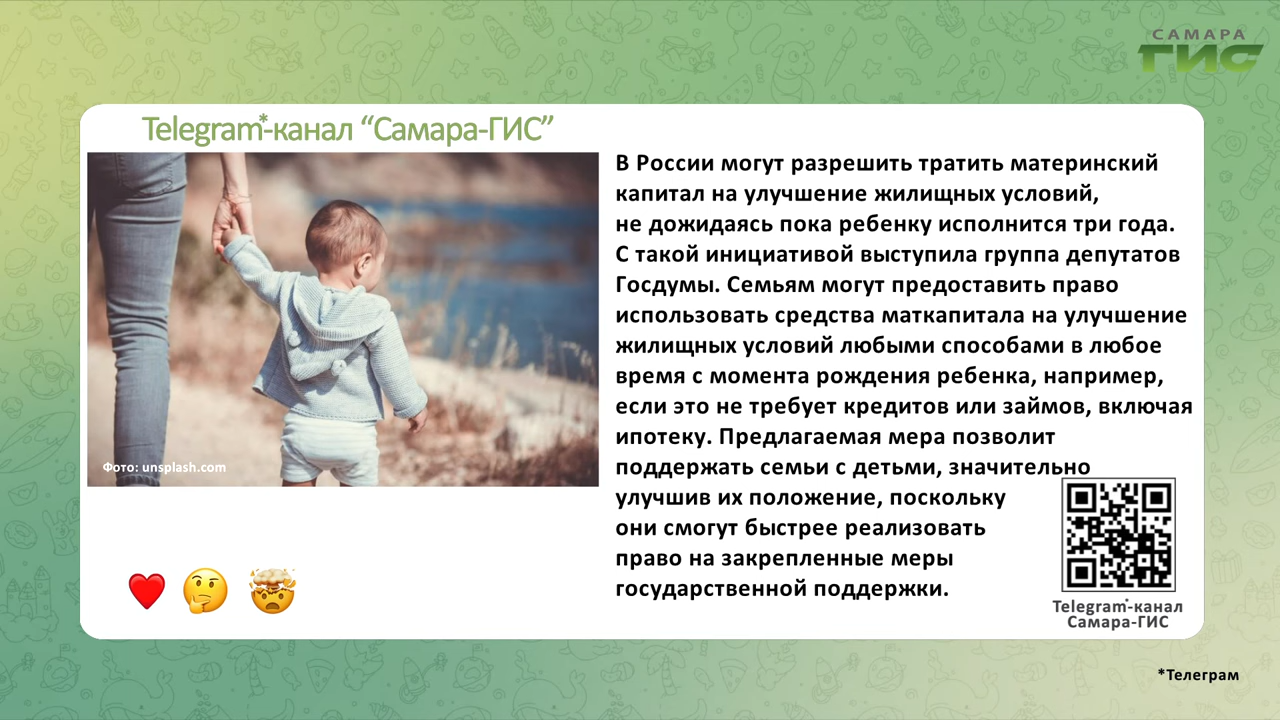 САМАРА
ГИС
Telegram*-канал “Самара-ГИС”
В России могут разрешить тратить материнский
капитал на улучшение жилищных условий,
не дожидаясь пока ребенку исполнится три года.
С такой инициативой выступила группа депутатов
Госдумы. Семьям могут предоставить право
использовать средства маткапитала на улучшение
жилищных условий любыми способами в любое
время с момента рождения ребенка, например,
если это не требует кредитов или займов, включая
ипотеку. Предлагаемая мера позволит
поддержать семьи с детьми, значительно
улучшив их положение, поскольку
они смогут быстрее реализовать
право на закрепленные меры
государственной поддержки.
Фото: unsplash.com
Telegram*-канал
Самара-ГИС
*Телеграм